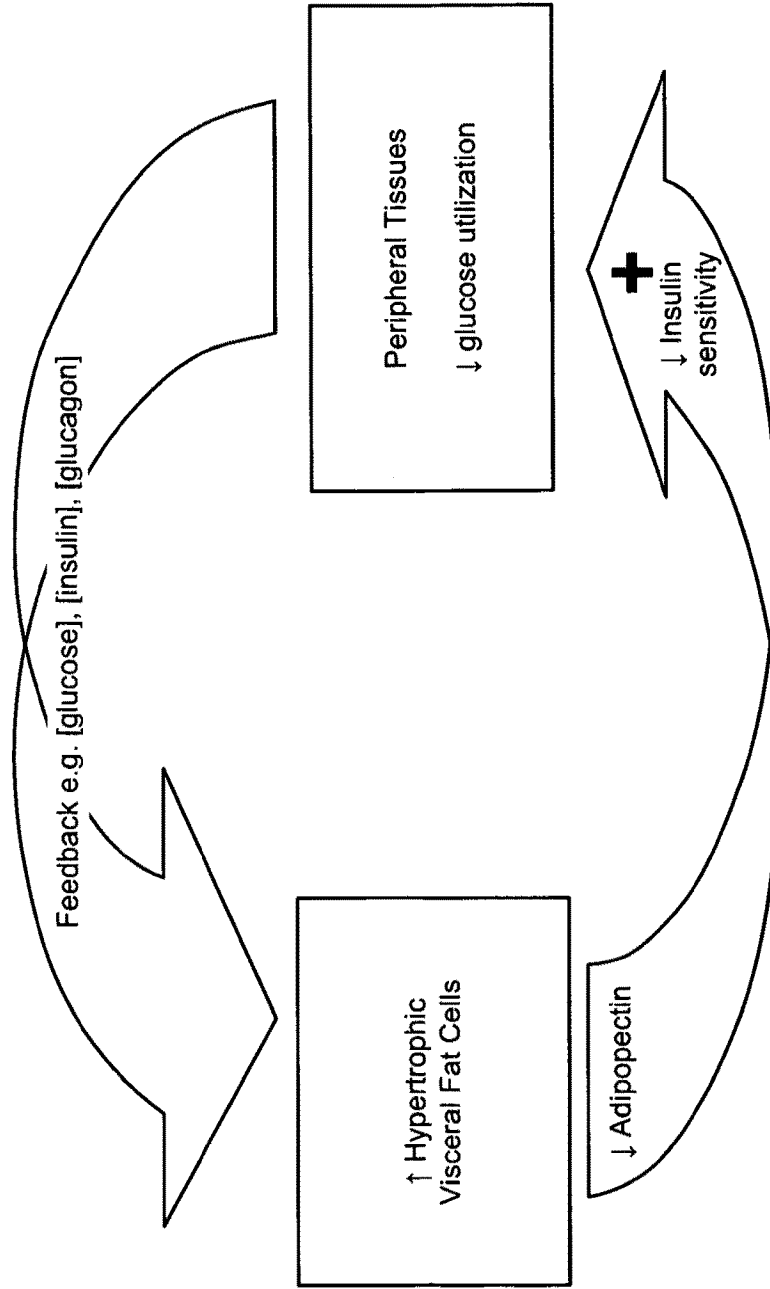 Feedback e.g. [glucose], [insulin], [glucagon]
↑ Hypertrophic
Visceral Fat Cells
↓ Adipopectin
Peripheral Tissues
↓ glucose utilization
+
↓ Insulin
sensitivity